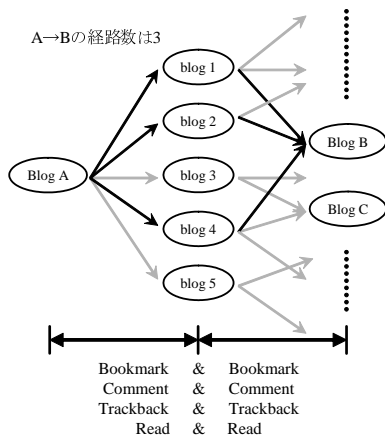 A→Bの経路数は3
blog 1
blog 2
Blog B
Blog A
blog 3
Blog C
blog 4
blog 5
Bookmark & Bookmark
Comment & Comment
Trackback & Trackback
Read & Read